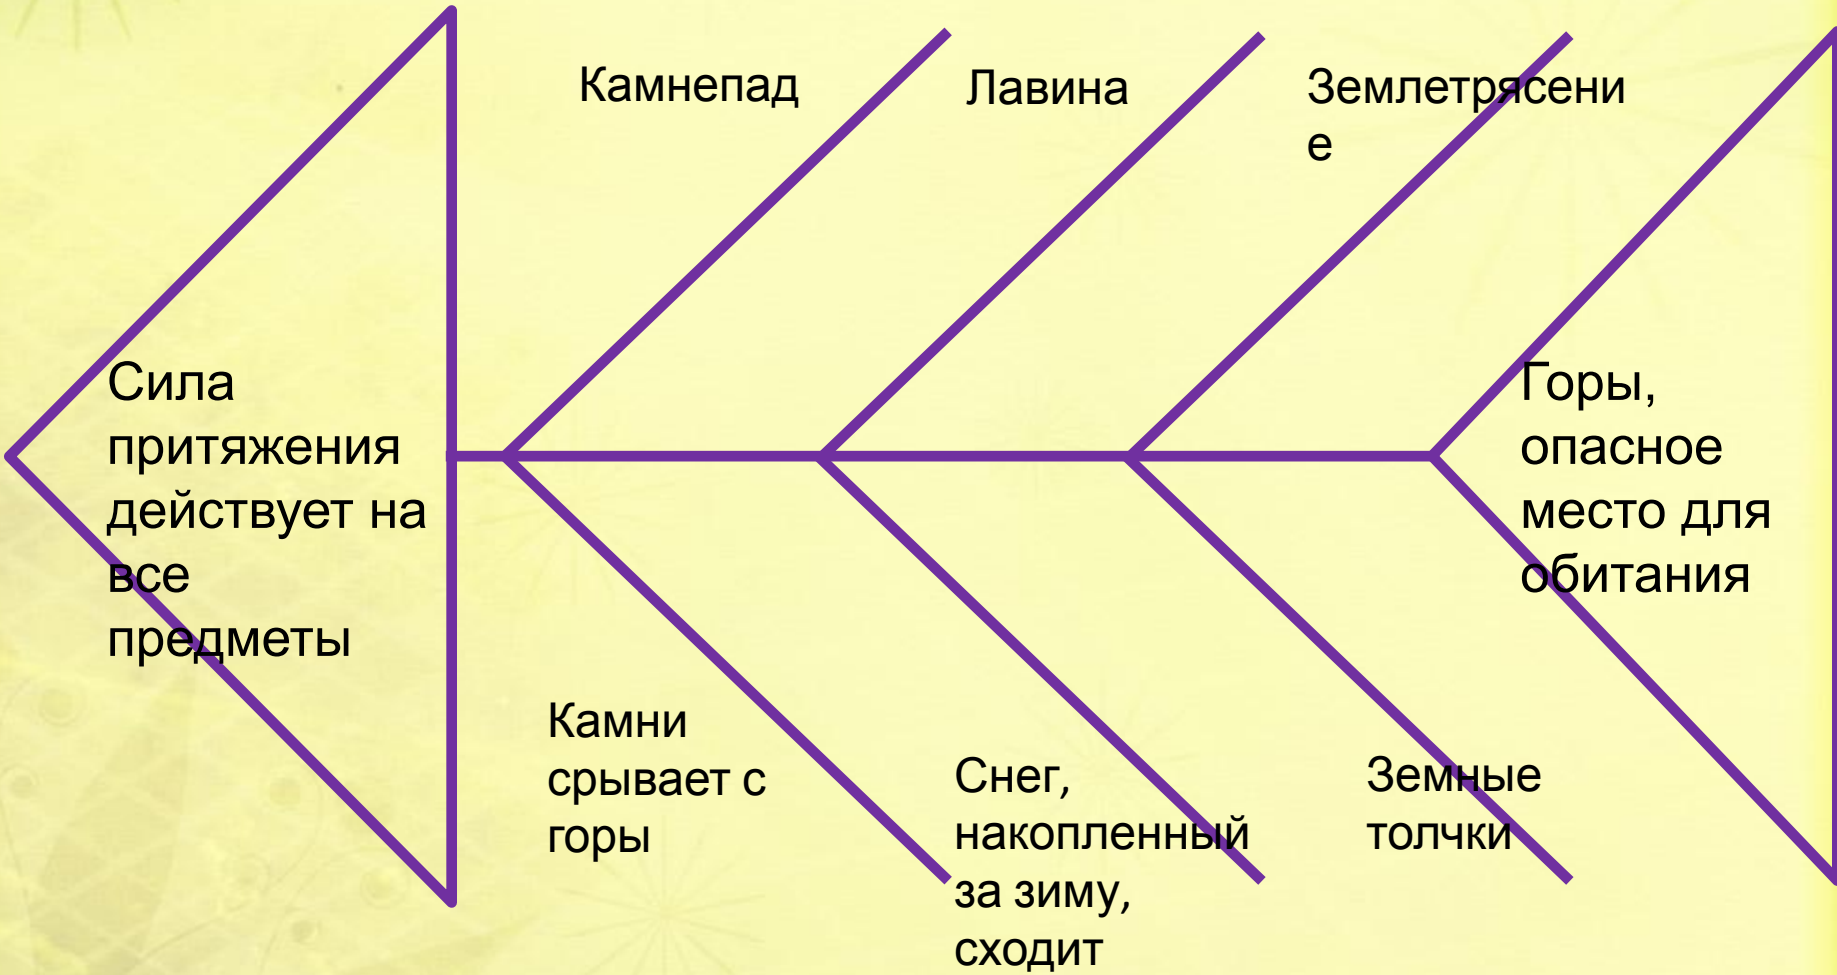 Камнепад
Лавина
Землетрясени
е
Сила
притяжения
действует на
все
предметы
Горы,
опасное
место для
обитания
Камни
срывает с
горы
Снег,
накопленный
за зиму,
сходит
Земные
толчки